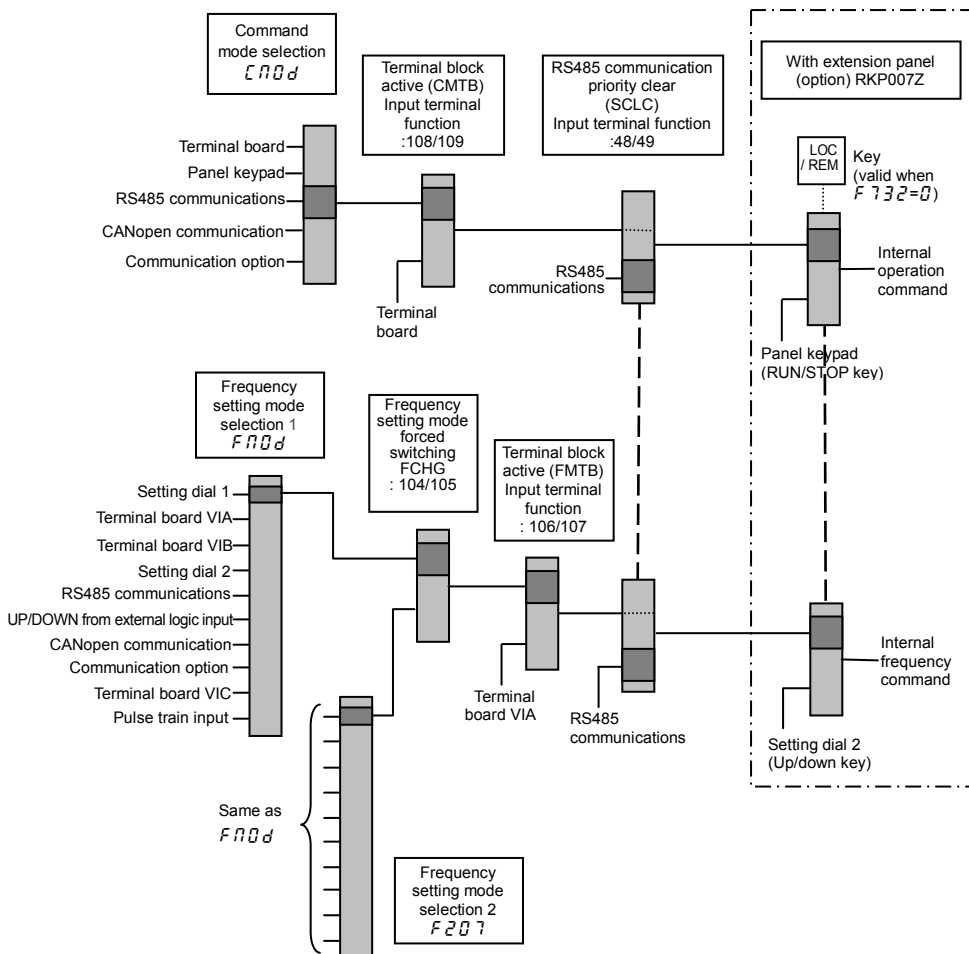 Command
mode selection
CMOd
Terminal block
active (CMTB)
Input terminal
function
:108/109
RS485 communication
priority clear
(SCLC)
Input terminal function
:48/49
With extension panel
(option) RKP007Z
LOC
/ REM
Key
(valid when
F732=0)
Terminal board
Panel keypad
RS485 communications
CANopen communication
Communication option
Terminal
board
RS485
communications
Internal
operation
command
Panel keypad
(RUN/STOP key)
Frequency
setting mode
selection 1
FMOd
Frequency
setting mode
forced
switching
FCHG
: 104/105
Terminal block
active (FMTB)
Input terminal
function
: 106/107
Setting dial 1
Terminal board VIA
Terminal board VIB
Setting dial 2
RS485 communications
UP/DOWN from external logic input
CANopen communication
Communication option
Terminal board VIC
Pulse train input
Terminal
board VIA
RS485
communications
Internal
frequency
command
Setting dial 2
(Up/down key)
Same as
FMOd
Frequency
setting mode
selection 2
F207